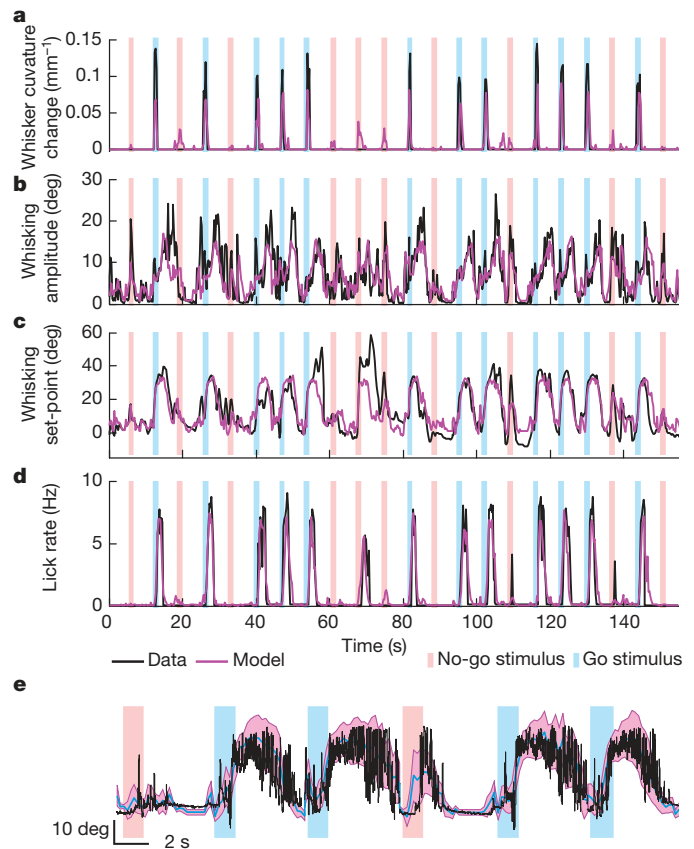 a
Whisker cuvature
change (mm⁻¹)
0.15
0.1
0.05
0
b
Whisking
amplitude (deg)
30
20
10
0
c
Whisking
set-point (deg)
60
40
20
0
d
Lick rate (Hz)
10
5
0
0 20 40 60 80 100 120 140
Time (s)
Data Model No-go stimulus Go stimulus
e
10 deg
2 s